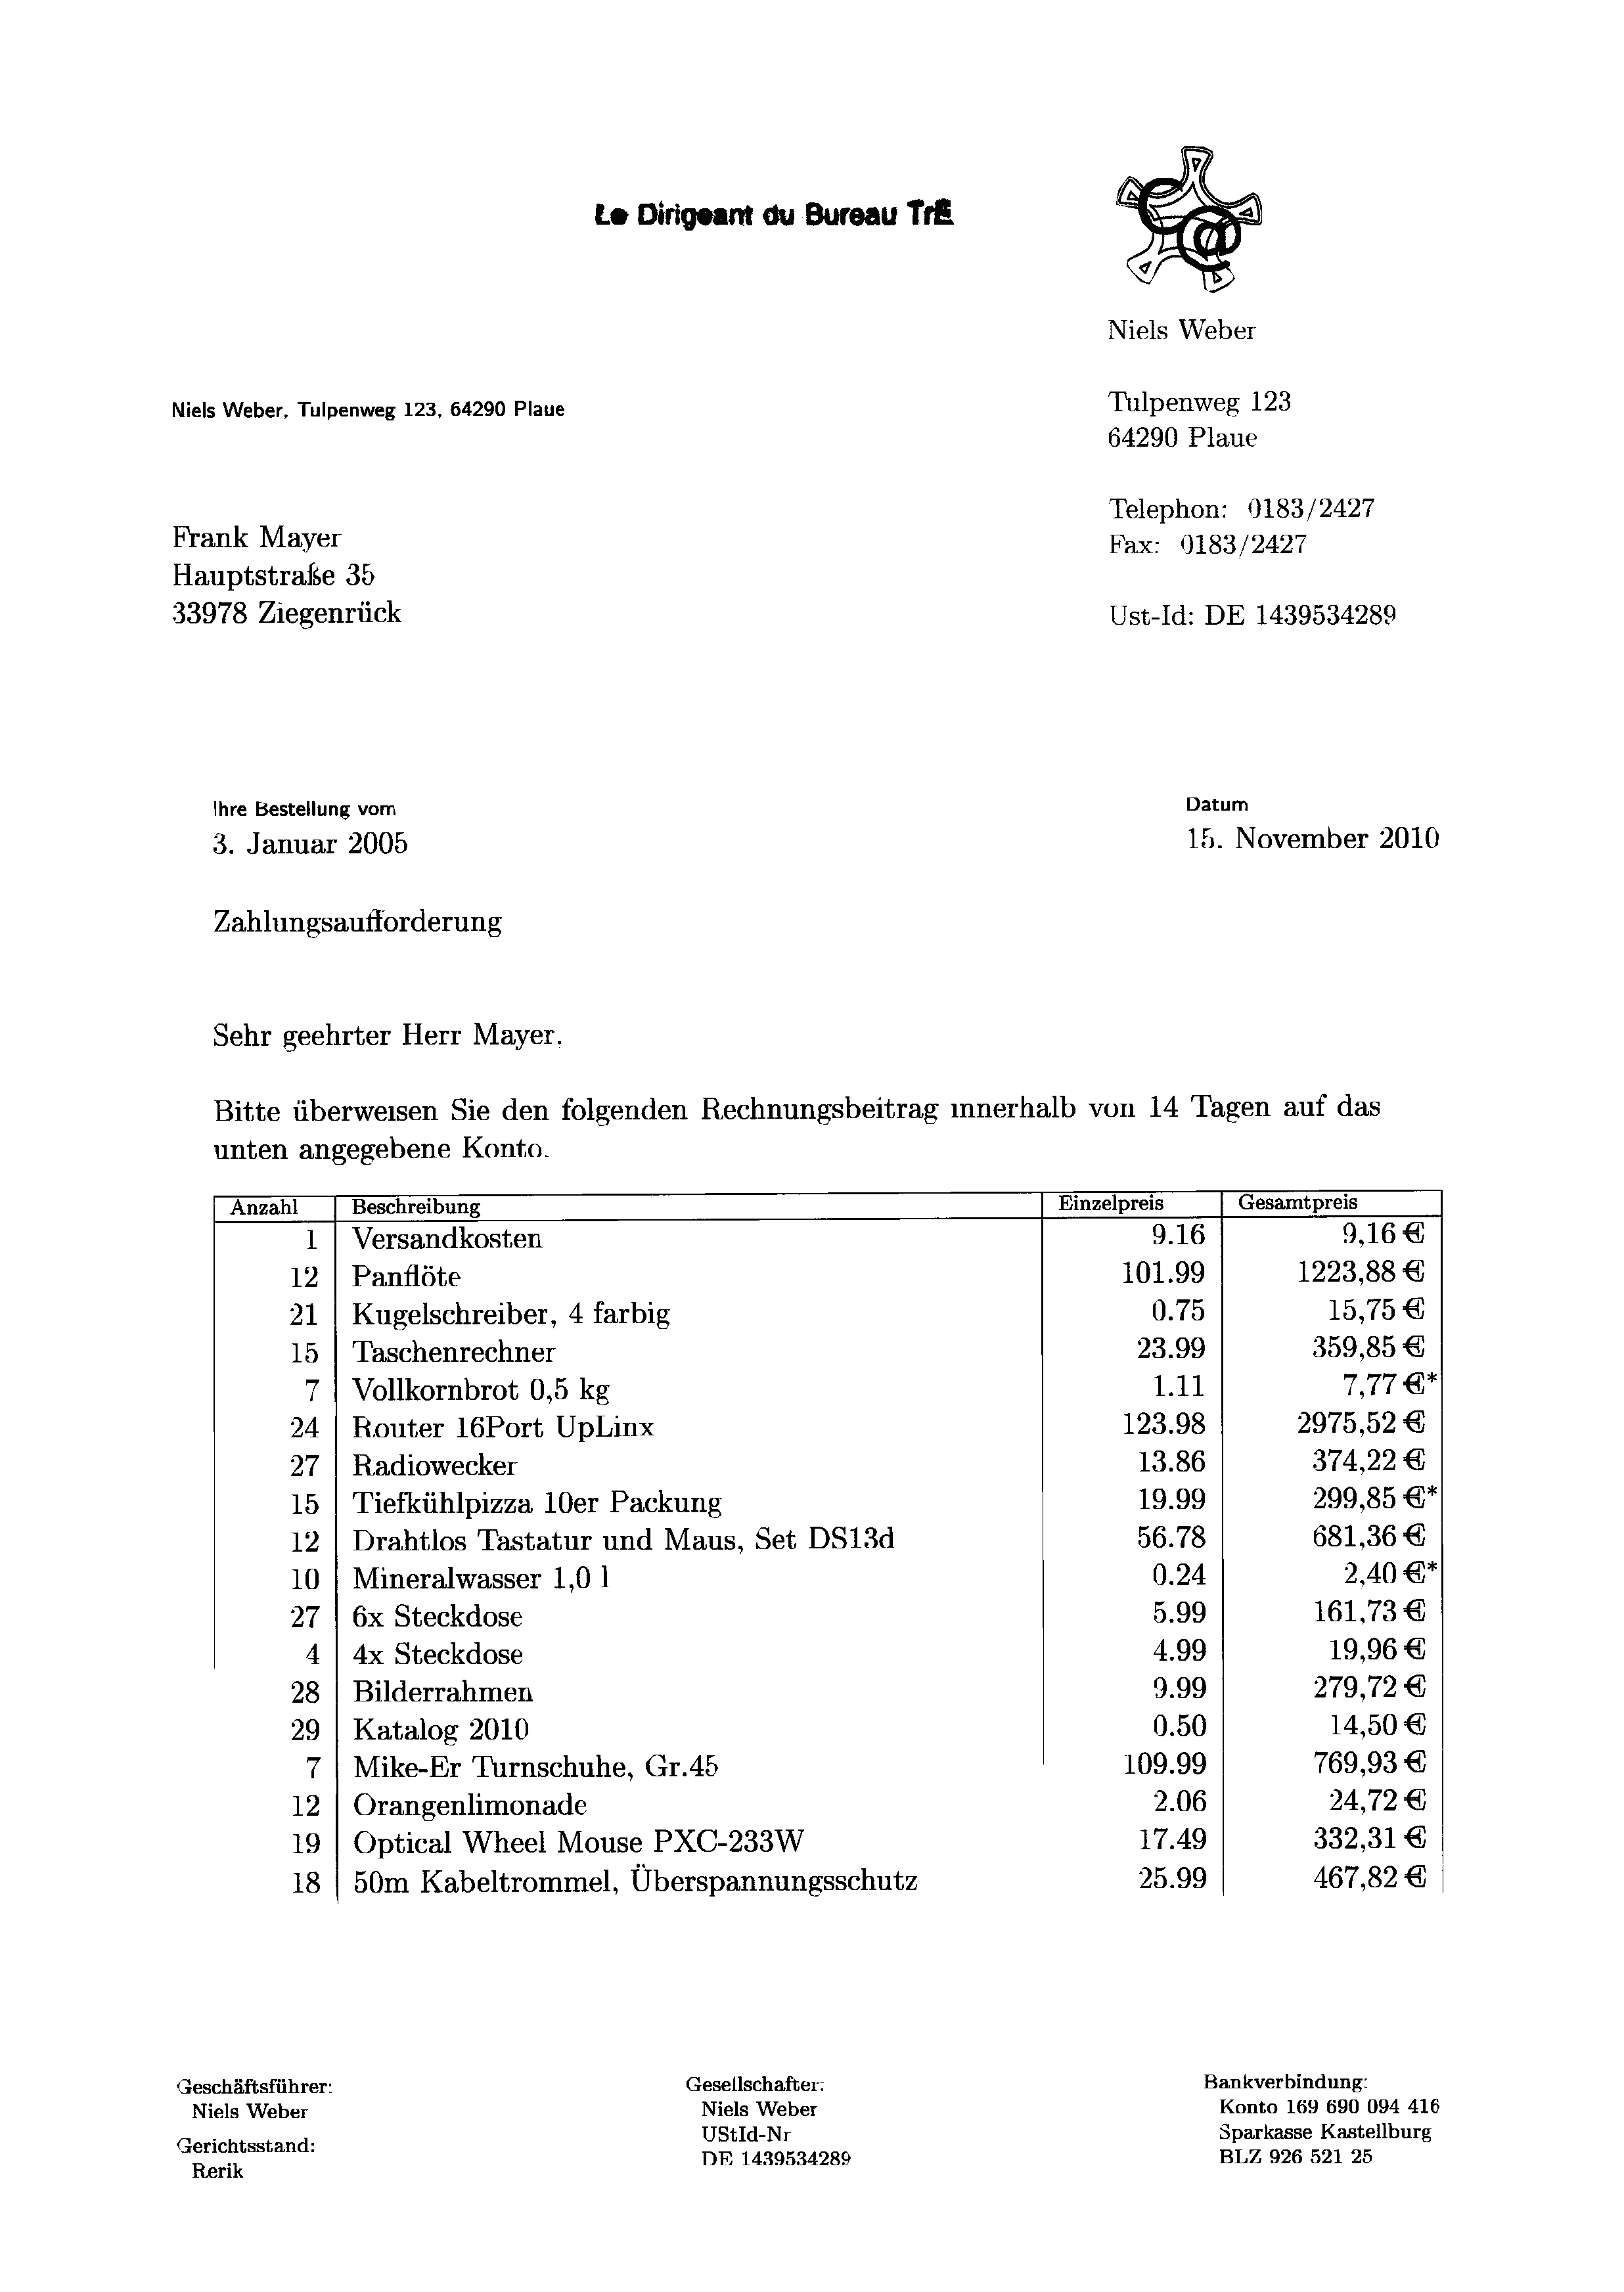 Le Dirigeant du Bureau TrE
Niels Weber
Niels Weber, Tulpenweg 123, 64290 Plaue
Tulpenweg 123
64290 Plaue
Frank Mayer
Hauptstraße 35
33978 Ziegenrück
Telephon: 0183/2427
Fax: 0183/2427
Ust-Id: DE 1439534289
Ihre Bestellung vom
3. Januar 2005
Datum
15. November 2010
Zahlungsaufforderung
Sehr geehrter Herr Mayer.
Bitte überweisen Sie den folgenden Rechnungsbeitrag innerhalb von 14 Tagen auf das
unten angegebene Konto.
Anzahl Beschreibung Einzelpreis Gesamtpreis
1 Versandkosten 9.16 9,16 €
12 Panflöte 101.99 1223,88 €
21 Kugelschreiber, 4 farbig 0.75 15,75 €
15 Taschenrechner 23.99 359,85 €
7 Vollkornbrot 0,5 kg 1.11 7,77 €*
24 Router 16Port UpLinx 123.98 2975,52 €
27 Radiowecker 13.86 374,22 €
15 Tiefkühlpizza 10er Packung 19.99 299,85 €*
12 Drahtlos Tastatur und Maus, Set DS13d 56.78 681,36 €
10 Mineralwasser 1,0 l 0.24 2,40 €*
27 6x Steckdose 5.99 161,73 €
4 4x Steckdose 4.99 19,96 €
28 Bilderrahmen 9.99 279,72 €
29 Katalog 2010 0.50 14,50 €
7 Mike-Er Turnschuhe, Gr.45 109.99 769,93 €
12 Orangenlimonade 2.06 24,72 €
19 Optical Wheel Mouse PXC-233W 17.49 332,31 €
18 50m Kabeltrommel, Überspannungsschutz 25.99 467,82 €
Geschäftsführer:
Niels Weber
Gerichtsstand:
Rerik
Gesellschafter:
Niels Weber
UStId-Nr
DE 1439534289
Bankverbindung:
Konto 169 690 094 416
Sparkasse Kastellburg
BLZ 926 521 25